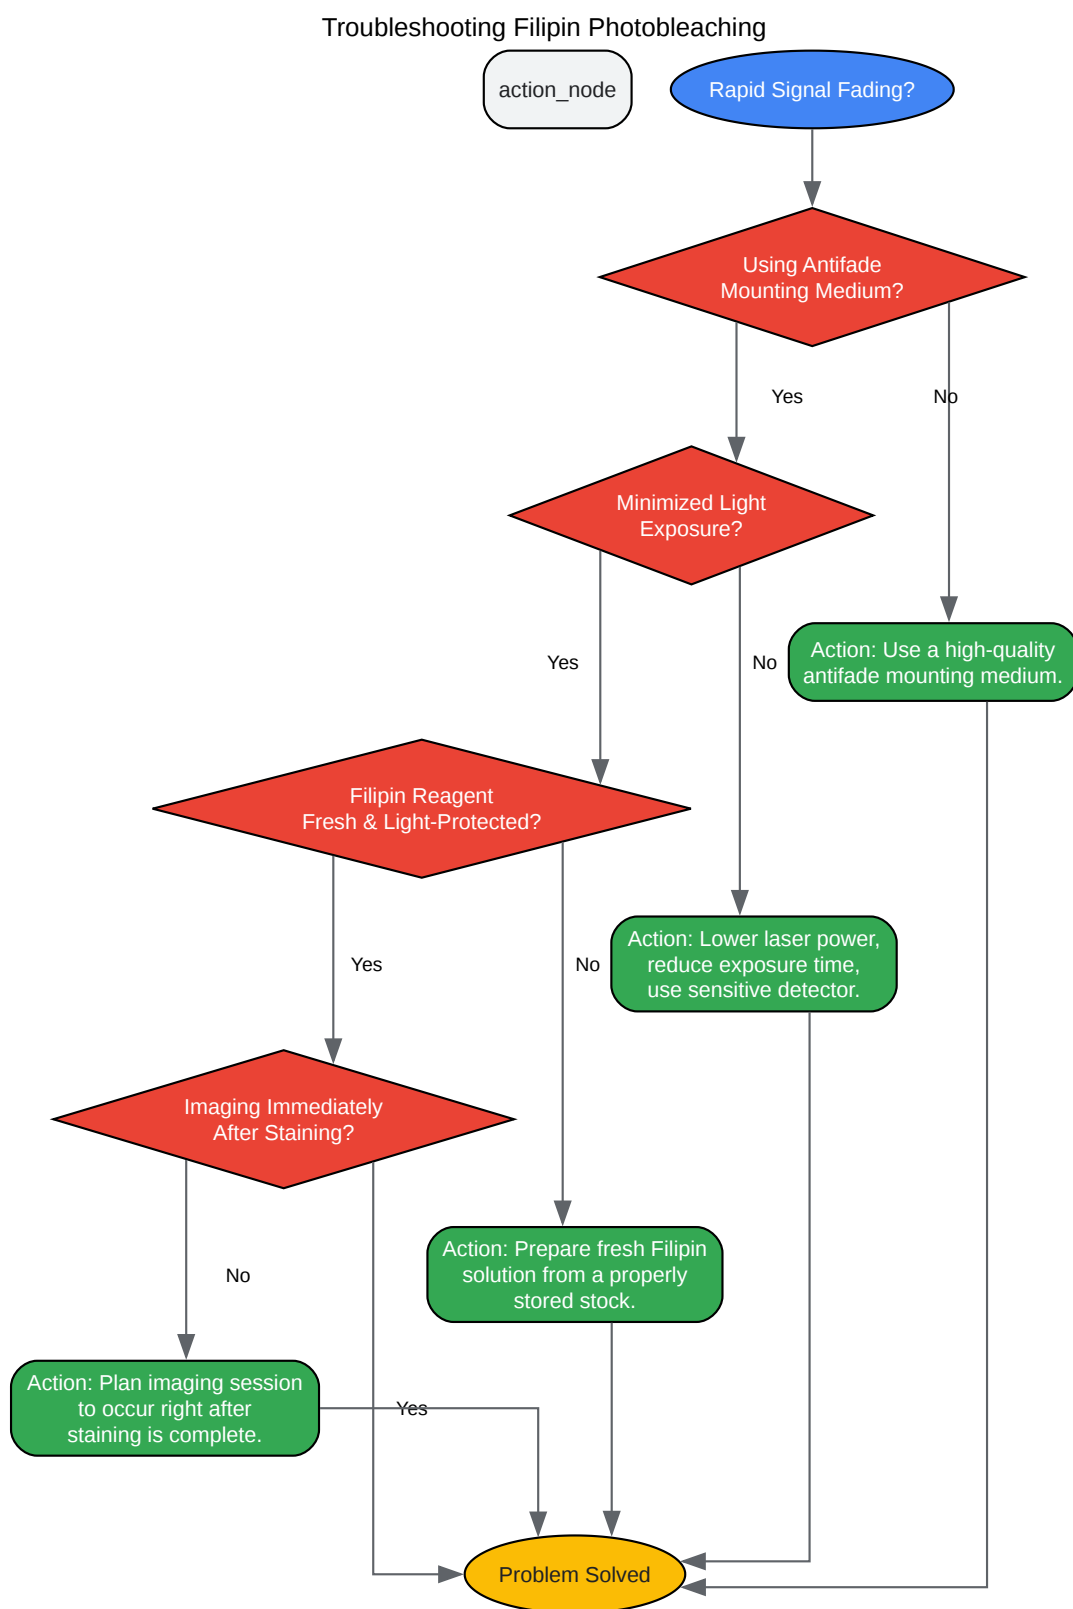 Troubleshooting Filipin Photobleaching
action_node
Rapid Signal Fading?
Using Antifade
Mounting Medium?
Yes
No
Minimized Light
Exposure?
Yes
No
Action: Use a high-quality
antifade mounting medium.
Filipin Reagent
Fresh & Light-Protected?
Yes
No
Action: Lower laser power,
reduce exposure time,
use sensitive detector.
Imaging Immediately
After Staining?
No
Action: Prepare fresh Filipin
solution from a properly
stored stock.
Action: Plan imaging session
to occur right after
staining is complete.
Yes
Problem Solved